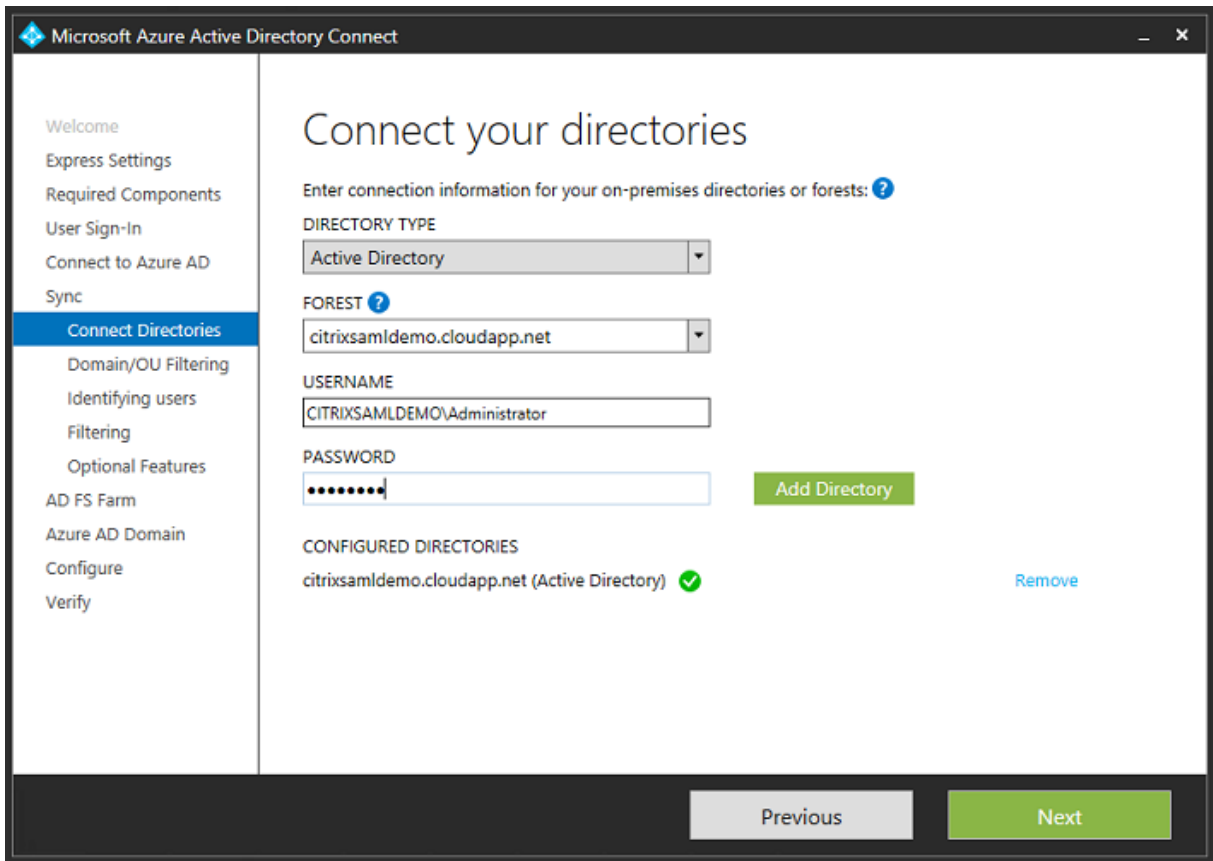 Microsoft Azure Active Directory Connect
Welcome
Express Settings
Required Components
User Sign-In
Connect to Azure AD
Sync
Connect Directories
Domain/OU Filtering
Identifying users
Filtering
Optional Features
AD FS Farm
Azure AD Domain
Configure
Verify
Connect your directories
Enter connection information for your on-premises directories or forests: ?
DIRECTORY TYPE
Active Directory
FOREST ?
citrixsamldemo.cloudapp.net
USERNAME
CITRIXSAMLDEMO\Administrator
PASSWORD
••••••••
Add Directory
CONFIGURED DIRECTORIES
citrixsamldemo.cloudapp.net (Active Directory) Remove
Previous Next